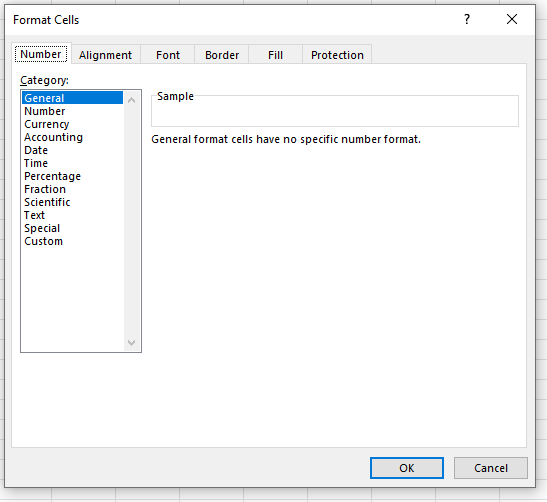 Format Cells ?
Number Alignment Font Border Fill Protection
Category:
General
Number
Currency
Accounting
Date
Time
Percentage
Fraction
Scientific
Text
Special
Custom
Sample
General format cells have no specific number format.
OK Cancel